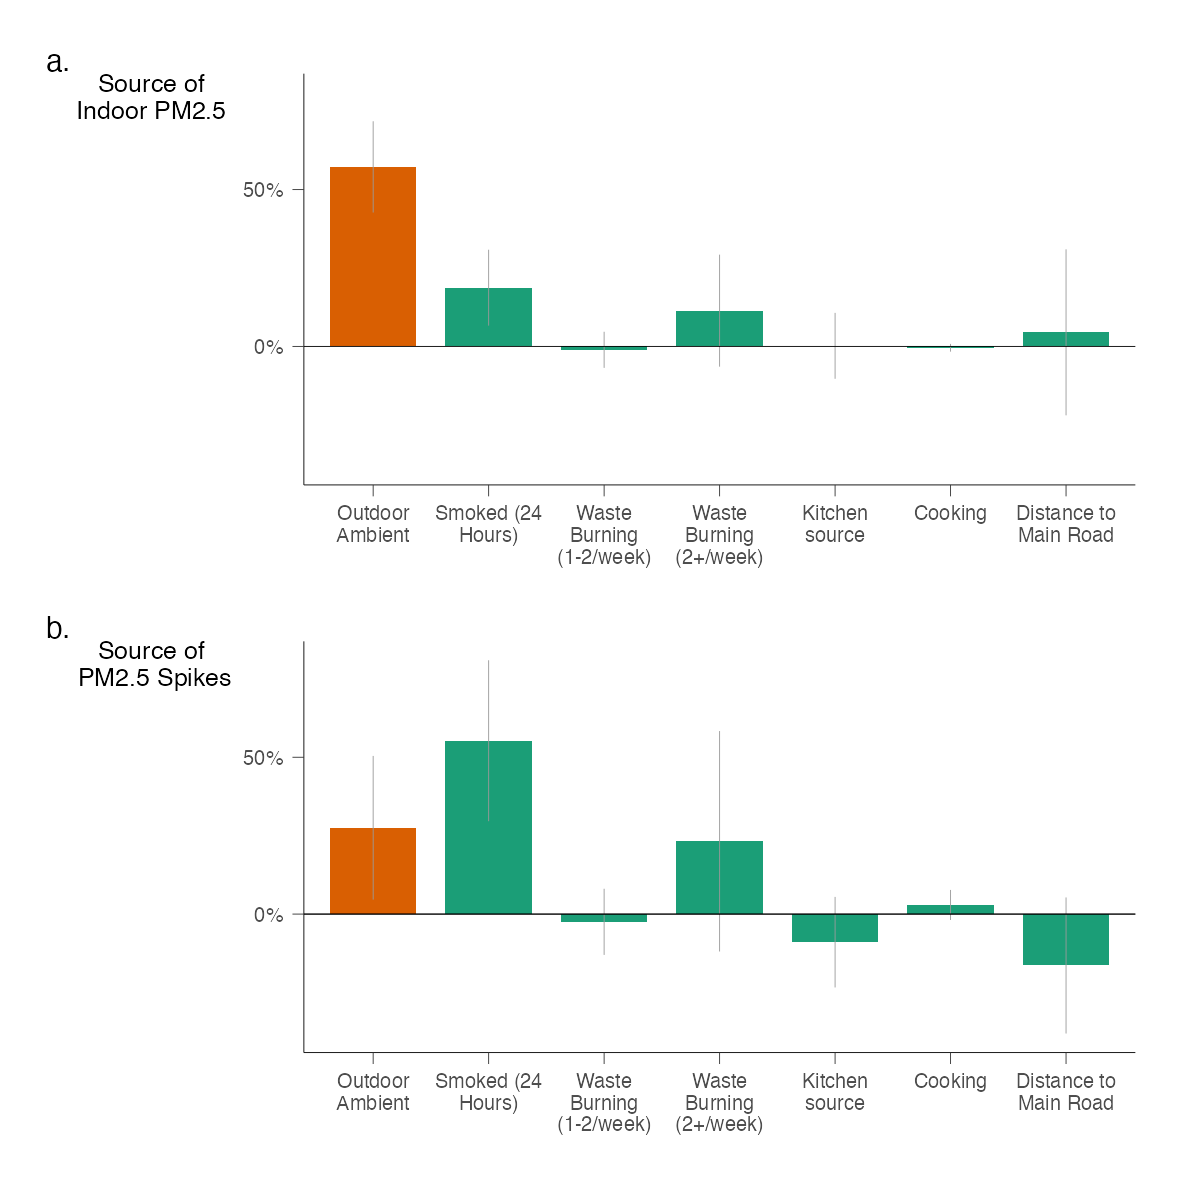 a.
Source of
Indoor PM2.5
50%
0%
Outdoor
Ambient
Smoked (24
Hours)
Waste
Burning
(1-2/week)
Waste
Burning
(2+/week)
Kitchen
source
Cooking
Distance to
Main Road
b.
Source of
PM2.5 Spikes
50%
0%
Outdoor
Ambient
Smoked (24
Hours)
Waste
Burning
(1-2/week)
Waste
Burning
(2+/week)
Kitchen
source
Cooking
Distance to
Main Road